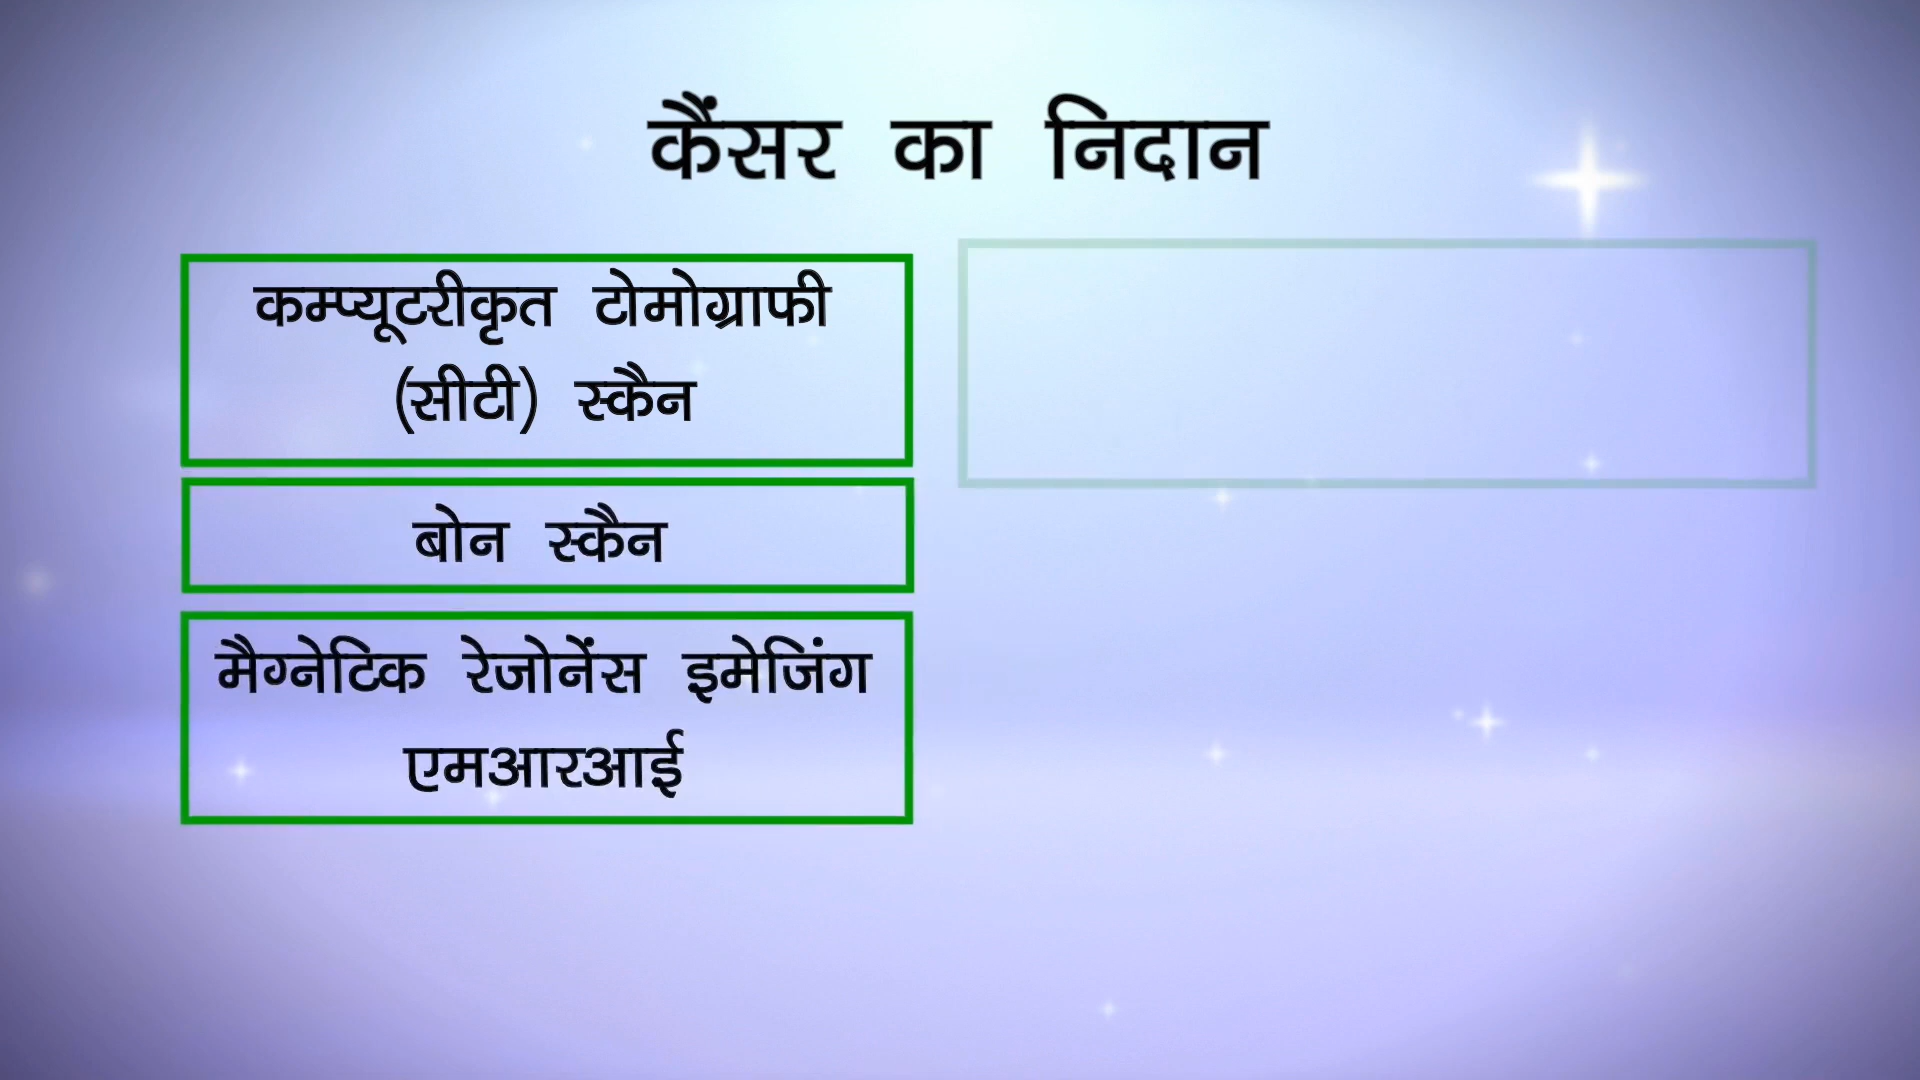 कैंसर का निदान
कम्प्यूटरीकृत टोमोग्राफी
(सीटी) स्कैन
बोन स्कैन
मैग्नेटिक रेजोनेंस इमेजिंग
एमआरआई